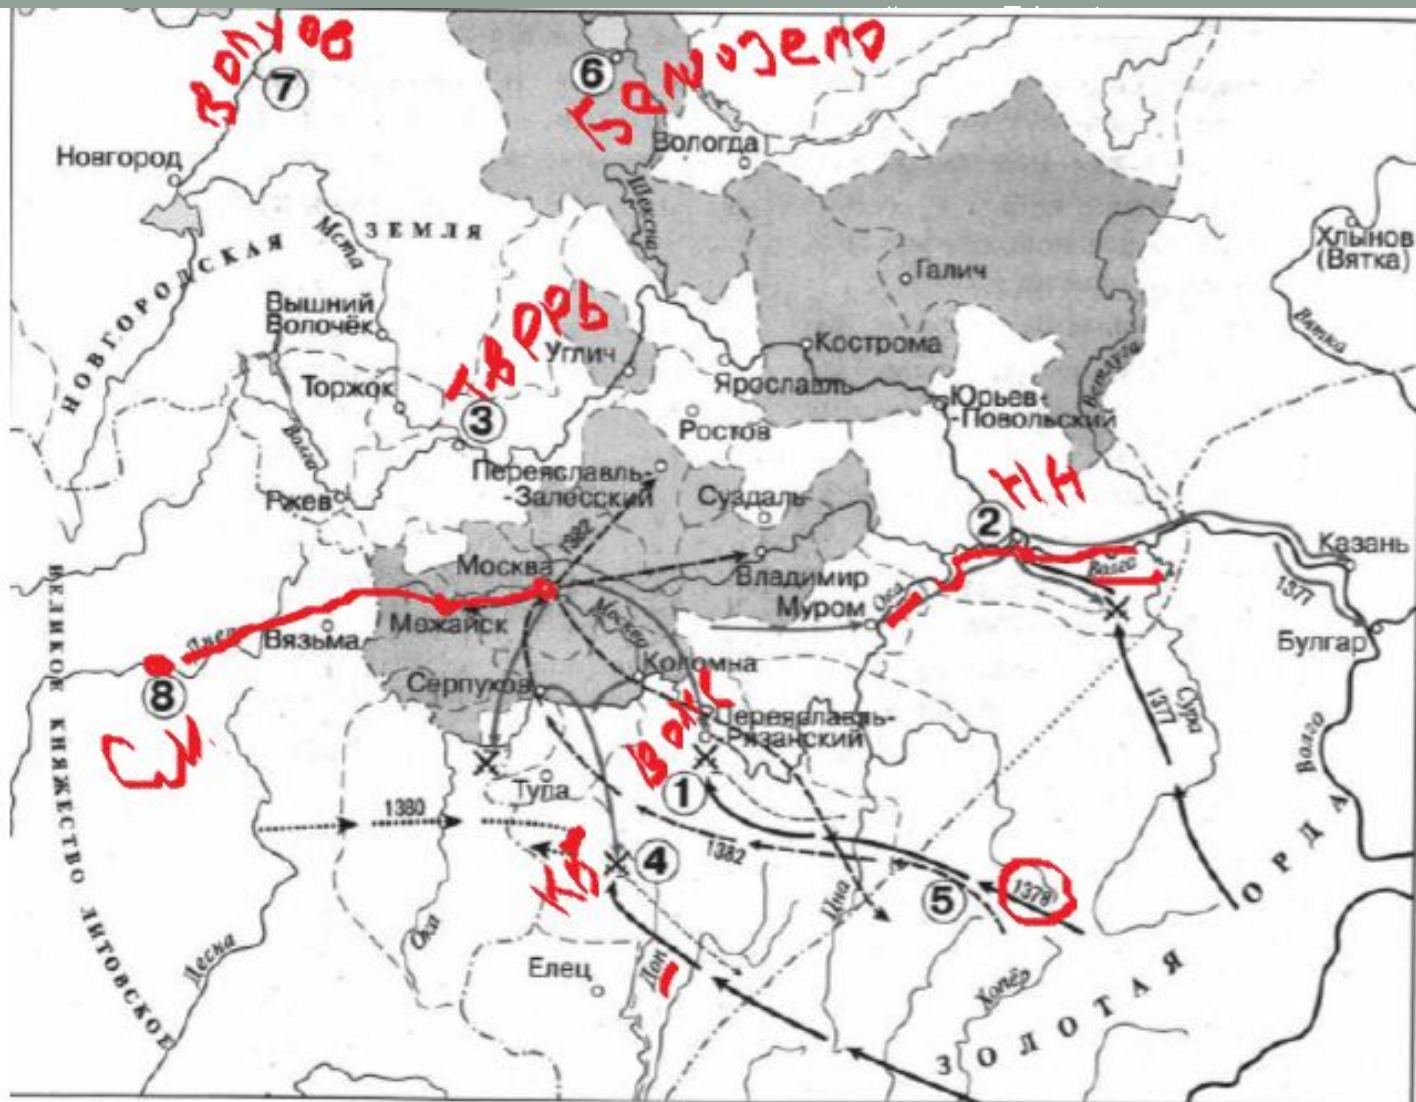 7
6
Новгород
Вологда
Шексна
НОВГОРОДСКАЯ ЗЕМЛЯ
Мста
Хлынов
(Вятка)
Галич
Вятка
Вышний
Волочёк
Тверь
Углич
Кострома
Ярославль
Ветлуга
Торжок
3
Юрьев-
-Повольский
Ростов
Волга
Переяславль-
-Залесский
Суздаль
НН
2
Ржев
1382
Казань
Москва
Владимир
Волга
1377
Муром
Ока
Можайск
Москва
Вязьма
Днепр
Булгар
Коломна
8
См
Серпухов
Переяславль-
-Рязанский
Вож
1377
Сура
Волга
1
Тула
1380
1382
4
КБ
5
1378
Цна
Ока
Десна
Елец
Дон
Хопёр
ВЕЛИКОЕ КНЯЖЕСТВО ЛИТОВСКОЕ
ЗОЛОТАЯ ОРДА